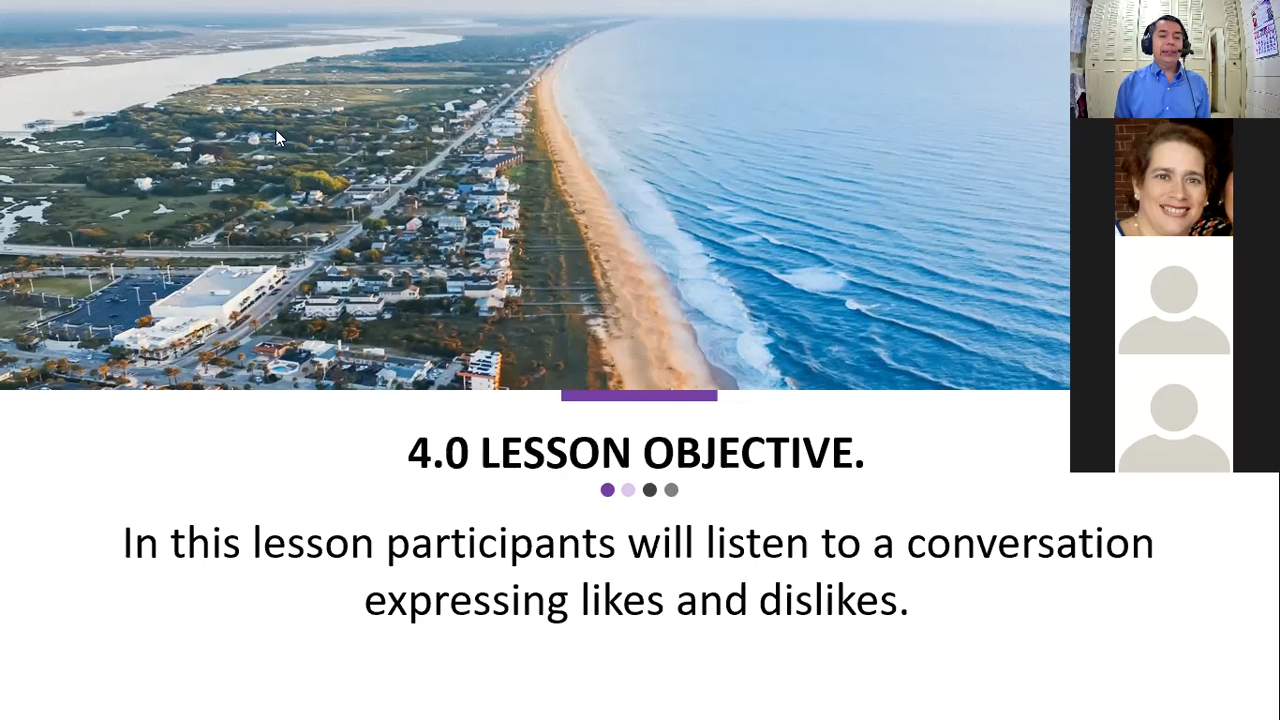 4.0 LESSON OBJECTIVE.
In this lesson participants will listen to a conversation
expressing likes and dislikes.